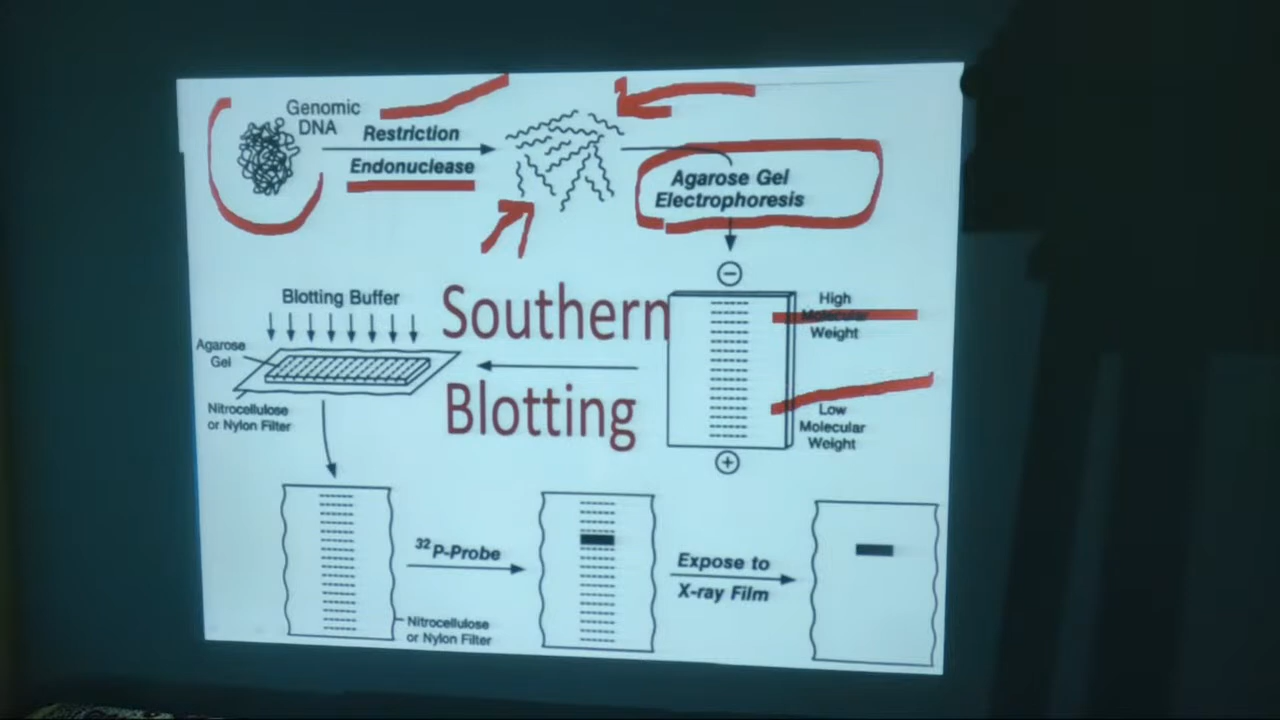 Genomic
DNA
Restriction
Endonuclease
Agarose Gel
Electrophoresis
−
High
Molecular
Weight
Low
Molecular
Weight
+
Southern
Blotting
Blotting Buffer
Agarose
Gel
Nitrocellulose
or Nylon Filter
32P-Probe
Nitrocellulose
or Nylon Filter
Expose to
X-ray Film